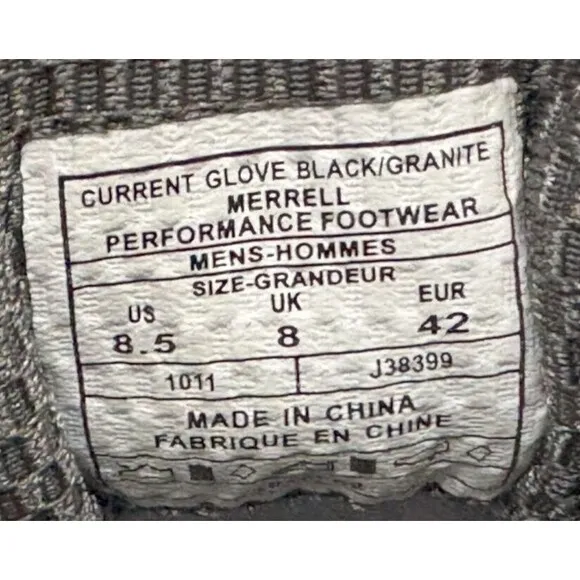 CURRENT GLOVE BLACK/GRANITE
MERRELL
PERFORMANCE FOOTWEAR
MENS-HOMMES
SIZE-GRANDEUR
US UK EUR
8.5 8 42
1011 J38399
MADE IN CHINA
FABRIQUE EN CHINE